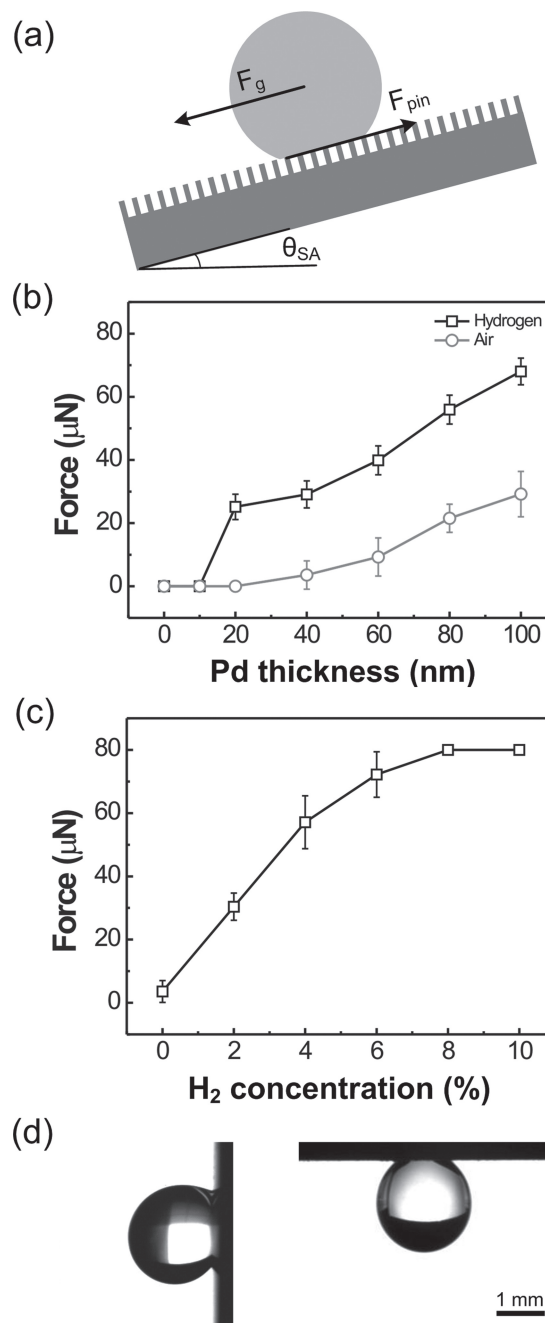 (a)
F_g
F_pin
θ_SA
(b)
Hydrogen
Air
80
60
40
20
0
Force (μN)
0 20 40 60 80 100
Pd thickness (nm)
(c)
80
60
40
20
0
Force (μN)
0 2 4 6 8 10
H₂ concentration (%)
(d)
1 mm